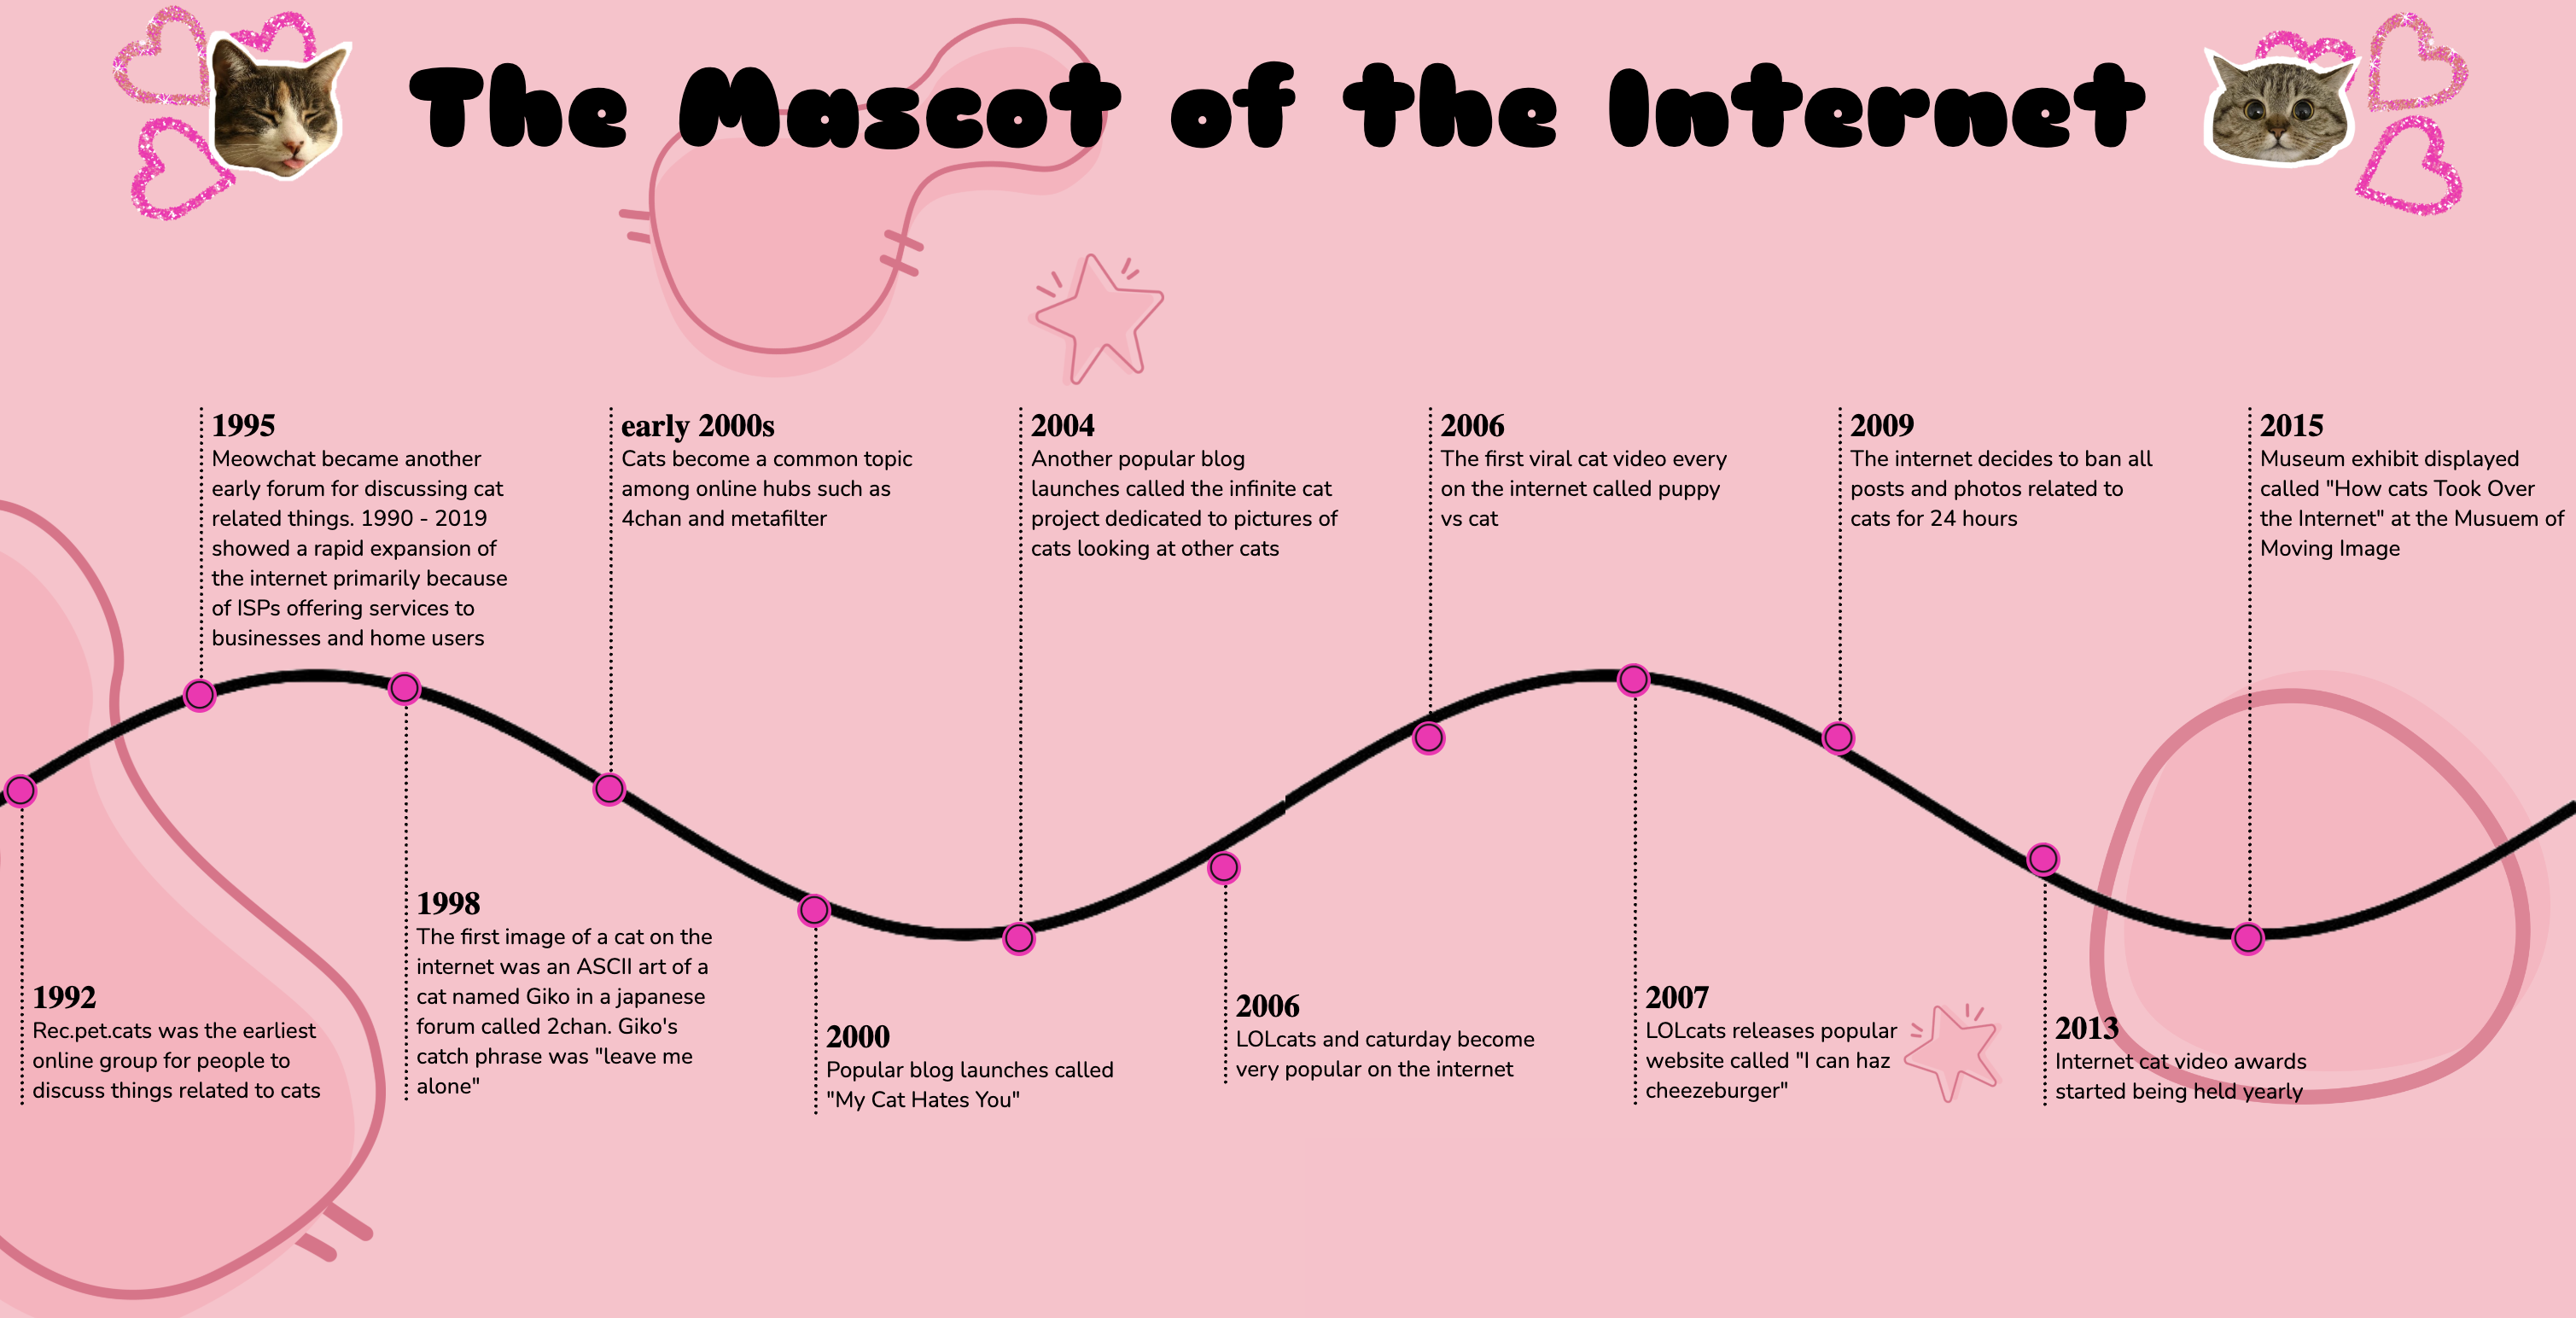 The Mascot of the Internet
1995
Meowchat became another
early forum for discussing cat
related things. 1990 - 2019
showed a rapid expansion of
the internet primarily because
of ISPs offering services to
businesses and home users
early 2000s
Cats become a common topic
among online hubs such as
4chan and metafilter
2004
Another popular blog
launches called the infinite cat
project dedicated to pictures of
cats looking at other cats
2006
The first viral cat video every
on the internet called puppy
vs cat
2009
The internet decides to ban all
posts and photos related to
cats for 24 hours
2015
Museum exhibit displayed
called "How cats Took Over
the Internet" at the Musuem of
Moving Image
1992
Rec.pet.cats was the earliest
online group for people to
discuss things related to cats
1998
The first image of a cat on the
internet was an ASCII art of a
cat named Giko in a japanese
forum called 2chan. Giko's
catch phrase was "leave me
alone"
2000
Popular blog launches called
"My Cat Hates You"
2006
LOLcats and caturday become
very popular on the internet
2007
LOLcats releases popular
website called "I can haz
cheezeburger"
2013
Internet cat video awards
started being held yearly